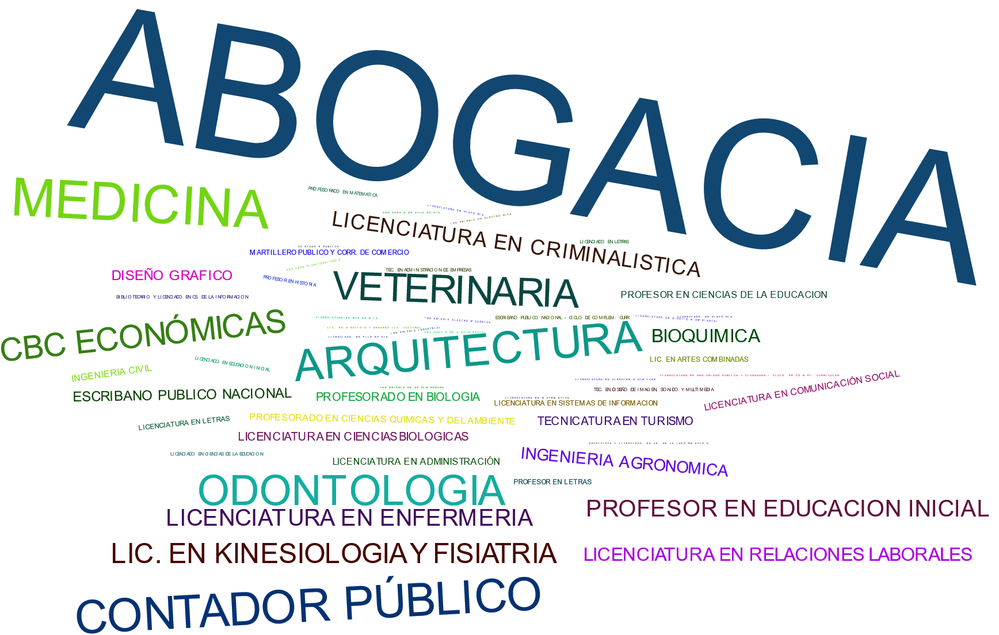 ABOGACIA
MEDICINA
PROFESORADO EN MATEMATICA
LICENCIATURA EN HISTORIA
PROFESOR EN FILOSOFIA
INGENIERIA EN ELECTRONICA
LICENCIATURA EN CRIMINALISTICA
LICENCIADO EN LETRAS
CONTADOR PUBLICO
MARTILLERO PUBLICO Y CORR. DE COMERCIO
PROFESOR UNIVERSITARIO
DISEÑO GRAFICO
TEC. EN ADMINISTRACION DE EMPRESAS
PROFESOR EN HISTORIA
VETERINARIA
BIBLIOTECARIO Y LICENCIADO EN CS. DE LA INFORMACION
PROFESOR EN CIENCIAS DE LA EDUCACION
CBC ECONÓMICAS
LICENCIATURA EN ECONOMIA
INGENIERIA ELECTROMECANICA
ESCRIBANO PUBLICO NACIONAL - CICLO DE COMPLEM. CURR
LICENCIATURA EN GESTION AMBIENTAL
LICENCIADO EN HISTORIA
LIC. EN GESTIÓN Y DESARROLLO CULTURAL
INGENIERIA INDUSTRIAL
PROFESOR EN GEOGRAFIA
LICENCIADO EN FILOSOFIA
ARQUITECTURA
BIOQUIMICA
LIC. EN ARTES COMBINADAS
LICENCIADO EN EDUCACION INICIAL
INGENIERIA CIVIL
LICENCIATURA EN CIENCIAS QUIMICAS
LICENCIATURA EN SEGURIDAD PÚBLICA Y CIUDADANA : CICLO DE COMPL. CURRICULAR
INGENIERIA EN AGRIMENSURA
TEC. EN DISEÑO DE IMAGEN, SONIDO Y MULTIMEDIA
LICENCIATURA EN COMUNICACIÓN SOCIAL
ESCRIBANO PUBLICO NACIONAL
PROFESORADO EN BIOLOGIA
LICENCIATURA EN MATEMATICA
LICENCIATURA EN SISTEMAS DE INFORMACION
LICENCIATURA EN LETRAS
PROFESORADO EN CIENCIAS QUIMICAS Y DEL AMBIENTE
TECNICATURA EN TURISMO
LICENCIATURA EN CIENCIAS BIOLOGICAS
ARCHIVISTA Y LICENCIADO EN CS. DE LA INFORMACION
LICENCIADO EN CIENCIAS DE LA EDUCACION
LICENCIATURA EN ADMINISTRACIÓN
INGENIERIA AGRONOMICA
ODONTOLOGIA
PROFESOR EN LETRAS
PROFESOR EN EDUCACION INICIAL
LICENCIATURA EN ENFERMERIA
LIC. EN KINESIOLOGIA Y FISIATRIA
LICENCIATURA EN RELACIONES LABORALES
CONTADOR PÚBLICO